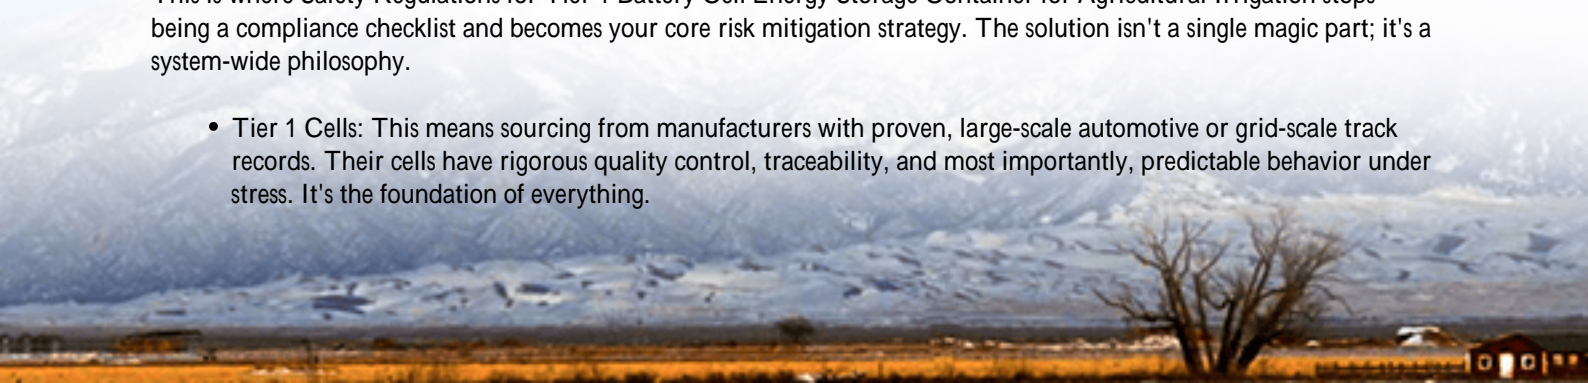 This is where Safety Regulations for Tier 1 Battery Cell Energy Storage Container for Agricultural Irrigation stops
being a compliance checklist and becomes your core risk mitigation strategy. The solution isn't a single magic part; it's a
system-wide philosophy.
• Tier 1 Cells: This means sourcing from manufacturers with proven, large-scale automotive or grid-scale track
records. Their cells have rigorous quality control, traceability, and most importantly, predictable behavior under
stress. It's the foundation of everything.